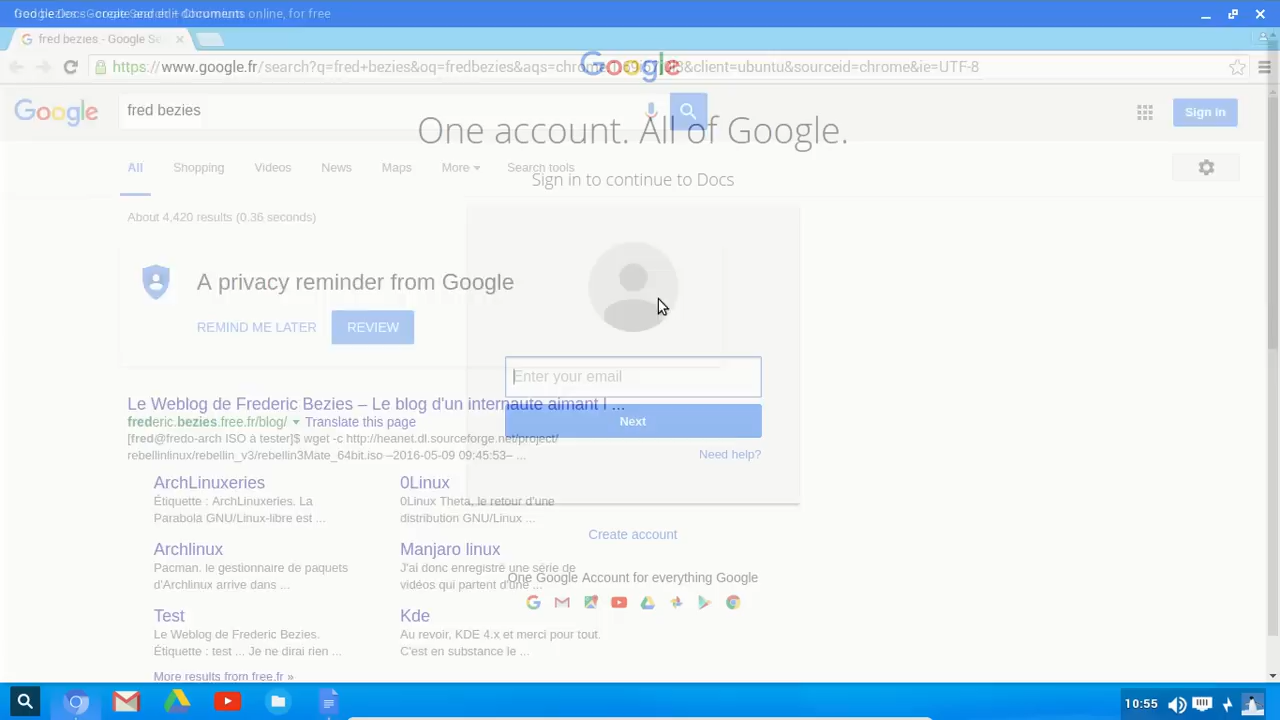 fred bezies - Google Search - Chromium
Google Docs - create and edit documents online, for free
fred bezies - Google Se
https://www.google.fr/search?q=fred+bezies&oq=fredbezies&aqs=chrome
&client=ubuntu&sourceid=chrome&ie=UTF-8
Google
Google
fred bezies
Sign in
One account. All of Google.
All
Shopping
Videos
News
Maps
More
Search tools
Sign in to continue to Docs
About 4,420 results (0.36 seconds)
A privacy reminder from Google
REMIND ME LATER
REVIEW
Enter your email
Next
Need help?
Le Weblog de Frederic Bezies – Le blog d'un internaute aimant l ...
frederic.bezies.free.fr/blog/
Translate this page
[fred@fredo-arch ISO à tester]$ wget -c http://heanet.dl.sourceforge.net/project/
rebellinlinux/rebellin_v3/rebellin3Mate_64bit.iso --2016-05-09 09:45:53-- ...
ArchLinuxeries
Étiquette : ArchLinuxeries. La
Parabola GNU/Linux-libre est ...
0Linux
0Linux Theta, le retour d'une
distribution GNU/Linux ...
Create account
Archlinux
Pacman. le gestionnaire de paquets
d'Archlinux arrive dans ...
Manjaro linux
J'ai donc enregistré une série de
vidéos qui partent d'une ...
One Google Account for everything Google
Test
Le Weblog de Frederic Bezies.
Étiquette : test ... Je ne dirai rien ...
Kde
Au revoir, KDE 4.x et merci pour tout.
C'est en substance le ...
More results from free.fr »
10:55